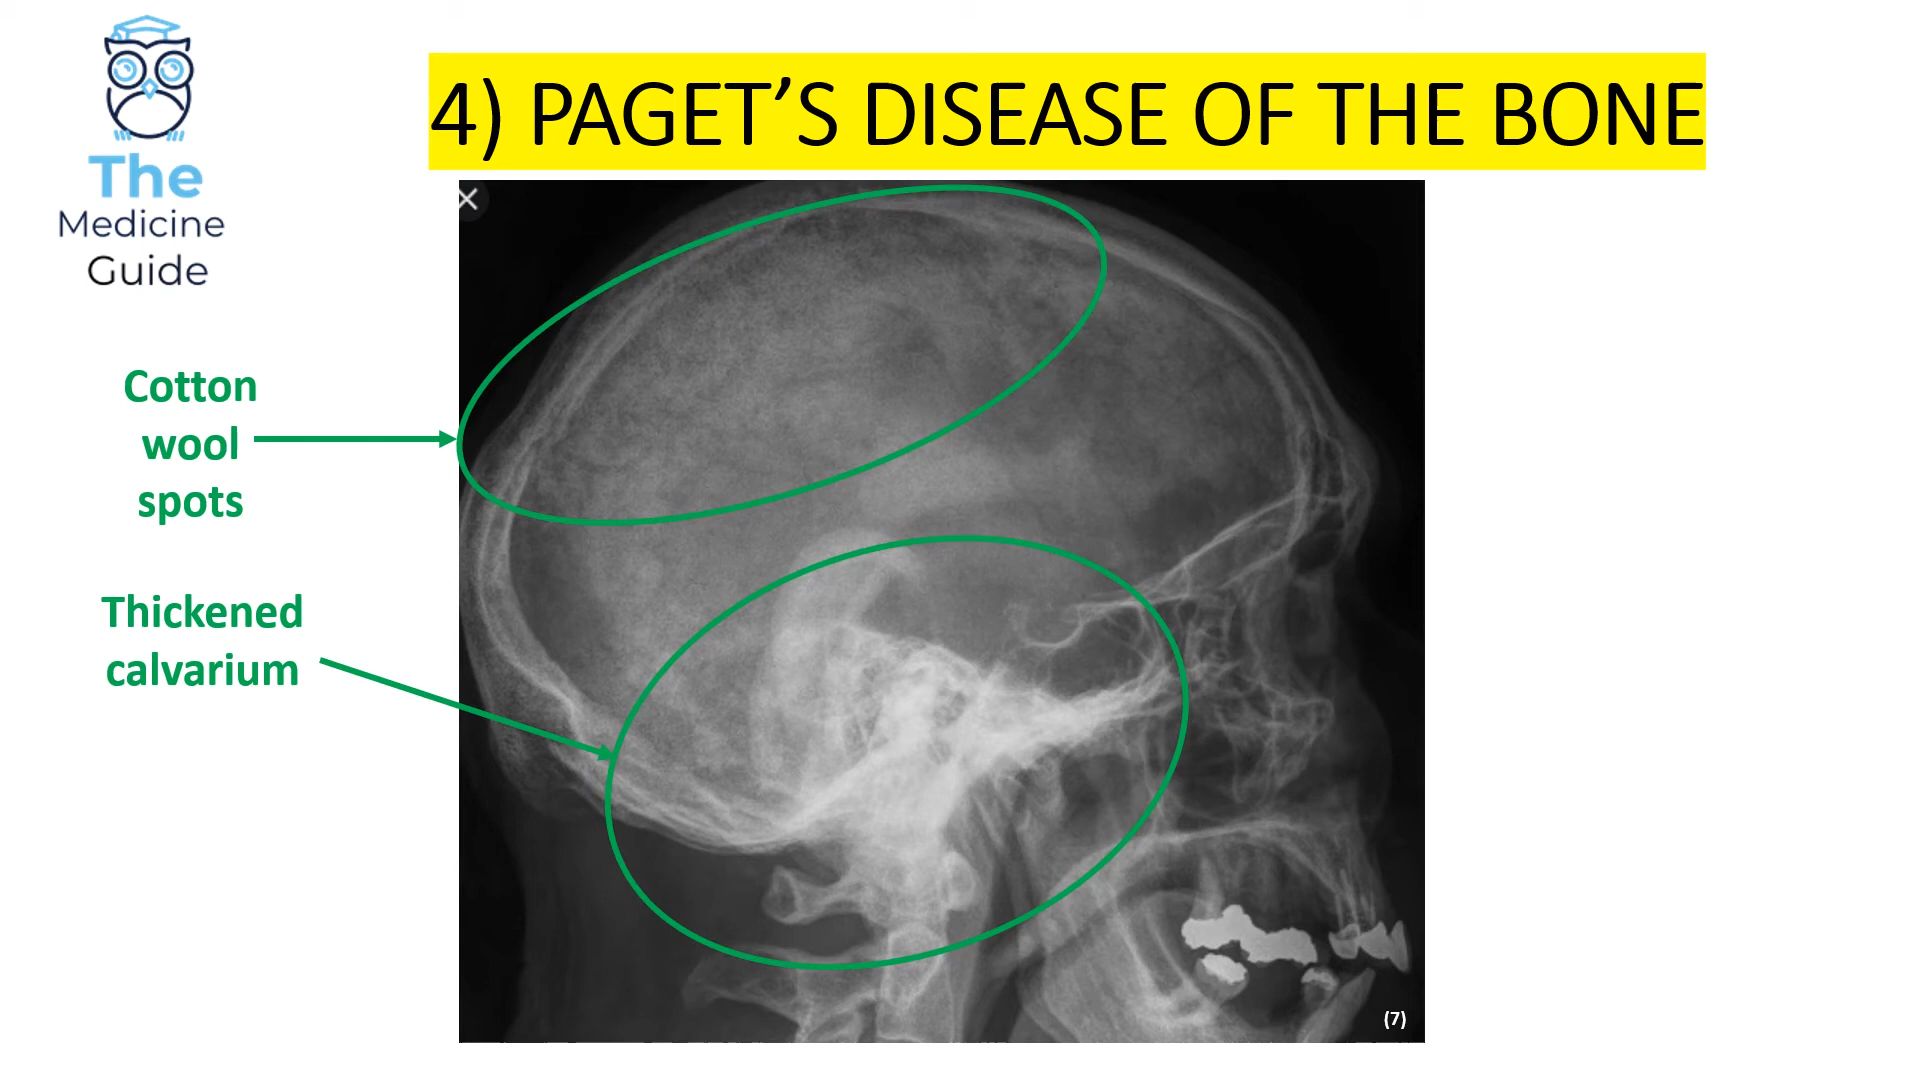 The
Medicine
Guide
4) PAGET’S DISEASE OF THE BONE
Cotton
wool
spots
Thickened
calvarium
(7)